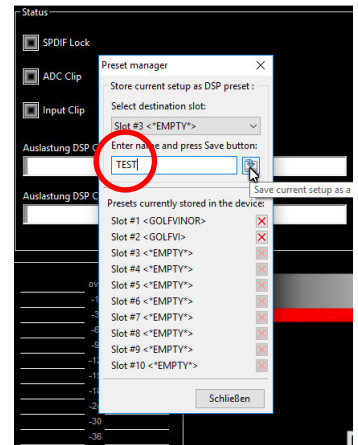 Status
SPDIF Lock
ADC Clip
Input Clip
Auslastung DSP C
Auslastung DSP C
Preset manager
Store current setup as DSP preset :
Select destination slot:
Slot #3 <*EMPTY*>
Enter name and press Save button:
TEST
Save current setup as a
Presets currently stored in the device:
Slot #1 <GOLFVINOR>
Slot #2 <GOLFVI>
Slot #3 <*EMPTY*>
Slot #4 <*EMPTY*>
Slot #5 <*EMPTY*>
Slot #6 <*EMPTY*>
Slot #7 <*EMPTY*>
Slot #8 <*EMPTY*>
Slot #9 <*EMPTY*>
Slot #10 <*EMPTY*>
Schließen
ov
-30
-36